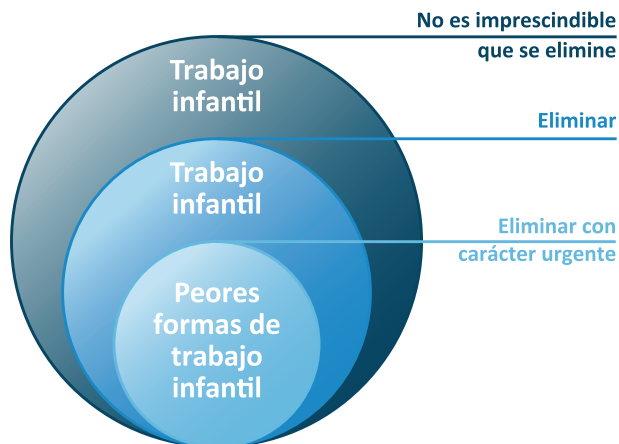 No es imprescindible
que se elimine
Trabajo
infantil
Eliminar
Trabajo
infantil
Eliminar con
carácter urgente
Peores
formas de
trabajo
infantil